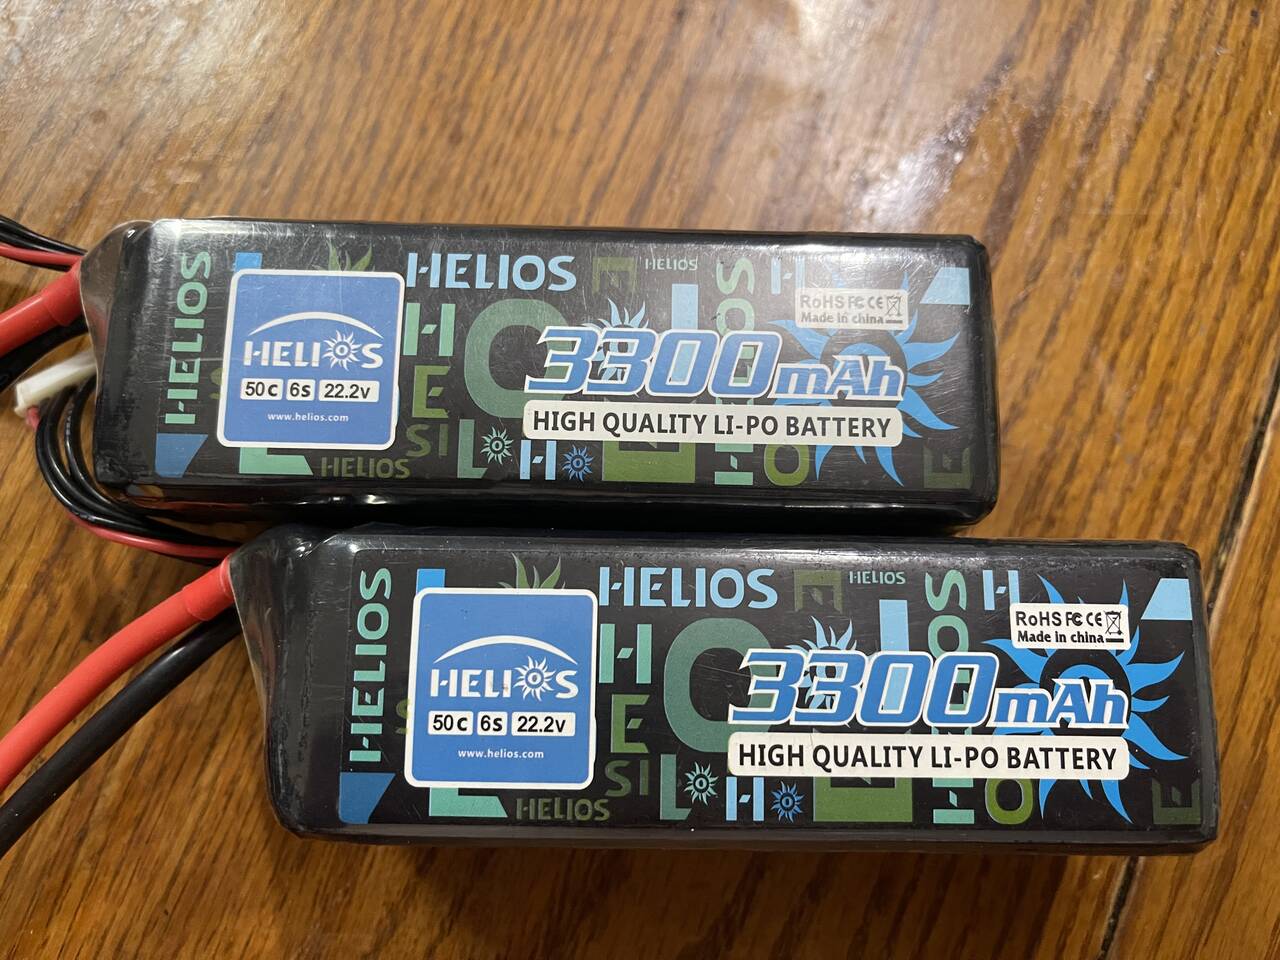 HELIOS
HELIOS
HELIOS
HELIOS
50C 6S 22.2v
www.helios.com
HELIOS
3300mAh
HIGH QUALITY LI-PO BATTERY
RoHS FC CE
Made in china
HELIOS
HELIOS
HELIOS
HELIOS
50C 6S 22.2v
www.helios.com
HELIOS
3300mAh
HIGH QUALITY LI-PO BATTERY
RoHS FC CE
Made in china